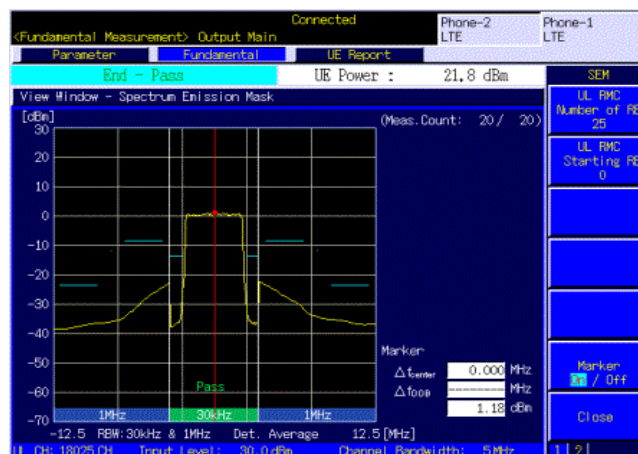 Connected
Phone-2
LTE
Phone-1
LTE
<Fundamental Measurement> Output Main
Parameter
Fundamental
UE Report
End - Pass
UE Power :
21.8 dBm
SEM
View Window - Spectrum Emission Mask
UL RMC
Number of RB
25
[dBm]
(Meas.Count: 20/ 20)
UL RMC
Starting RB
0
30
20
10
0
-10
-20
-30
-40
-50
-60
-70
Pass
1MHz
30kHz
1MHz
Marker
Δfcenter 0.000 MHz
ΔfOOB -------- MHz
1.18 dBm
Marker
On / Off
Close
-12.5 RBW:30kHz & 1MHz Det. Average 12.5[MHz]
UL CH: 18025 CH Input Level: 30.0 dBm Channel Bandwidth: 5MHz
1 2